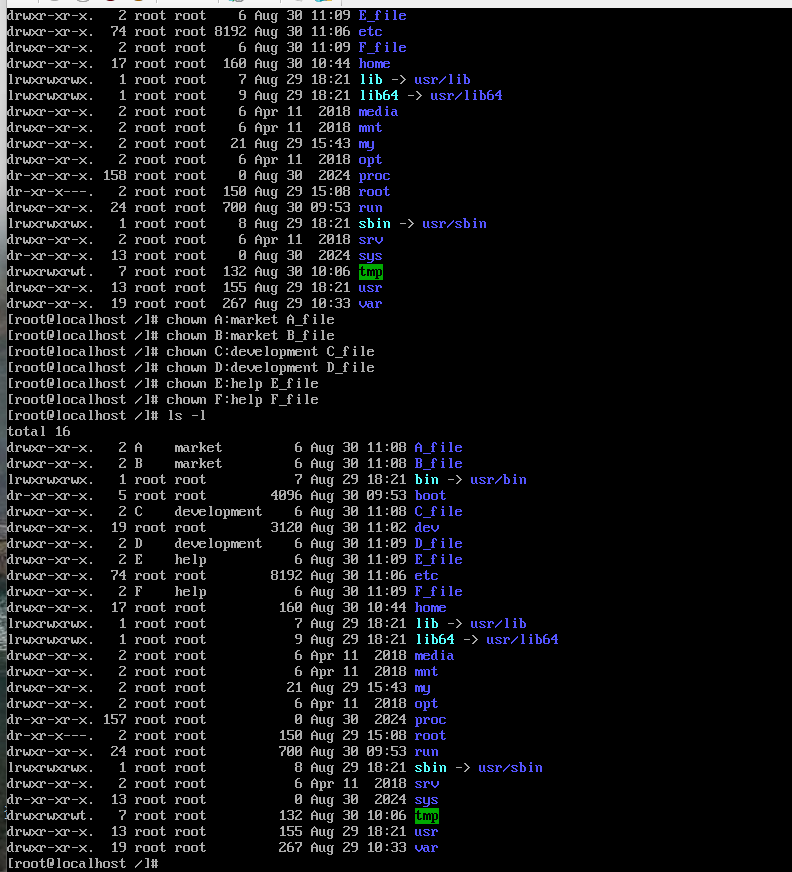 drwxr-xr-x.   2 root root    6 Aug 30 11:09 E_file
drwxr-xr-x.  74 root root 8192 Aug 30 11:06 etc
drwxr-xr-x.   2 root root    6 Aug 30 11:09 F_file
drwxr-xr-x.  17 root root  160 Aug 30 10:44 home
lrwxrwxrwx.   1 root root    7 Aug 29 18:21 lib -> usr/lib
lrwxrwxrwx.   1 root root    9 Aug 29 18:21 lib64 -> usr/lib64
drwxr-xr-x.   2 root root    6 Apr 11  2018 media
drwxr-xr-x.   2 root root    6 Apr 11  2018 mnt
drwxr-xr-x.   2 root root   21 Aug 29 15:43 my
drwxr-xr-x.   2 root root    6 Apr 11  2018 opt
dr-xr-xr-x. 158 root root    0 Aug 30  2024 proc
dr-xr-x---.   2 root root  150 Aug 29 15:08 root
drwxr-xr-x.  24 root root  700 Aug 30 09:53 run
lrwxrwxrwx.   1 root root    8 Aug 29 18:21 sbin -> usr/sbin
drwxr-xr-x.   2 root root    6 Apr 11  2018 srv
dr-xr-xr-x.  13 root root    0 Aug 30  2024 sys
drwxrwxrwt.   7 root root  132 Aug 30 10:06 tmp
drwxr-xr-x.  13 root root  155 Aug 29 18:21 usr
drwxr-xr-x.  19 root root  267 Aug 29 10:33 var
[root@localhost /]# chown A:market A_file
[root@localhost /]# chown B:market B_file
[root@localhost /]# chown C:development C_file
[root@localhost /]# chown D:development D_file
[root@localhost /]# chown E:help E_file
[root@localhost /]# chown F:help F_file
[root@localhost /]# ls -l
total 16
drwxr-xr-x.   2 A    market         6 Aug 30 11:08 A_file
drwxr-xr-x.   2 B    market         6 Aug 30 11:08 B_file
lrwxrwxrwx.   1 root root           7 Aug 29 18:21 bin -> usr/bin
dr-xr-xr-x.   5 root root        4096 Aug 30 09:53 boot
drwxr-xr-x.   2 C    development    6 Aug 30 11:08 C_file
drwxr-xr-x.  19 root root        3120 Aug 30 11:02 dev
drwxr-xr-x.   2 D    development    6 Aug 30 11:09 D_file
drwxr-xr-x.   2 E    help           6 Aug 30 11:09 E_file
drwxr-xr-x.  74 root root        8192 Aug 30 11:06 etc
drwxr-xr-x.   2 F    help           6 Aug 30 11:09 F_file
drwxr-xr-x.  17 root root         160 Aug 30 10:44 home
lrwxrwxrwx.   1 root root           7 Aug 29 18:21 lib -> usr/lib
lrwxrwxrwx.   1 root root           9 Aug 29 18:21 lib64 -> usr/lib64
drwxr-xr-x.   2 root root           6 Apr 11  2018 media
drwxr-xr-x.   2 root root           6 Apr 11  2018 mnt
drwxr-xr-x.   2 root root          21 Aug 29 15:43 my
drwxr-xr-x.   2 root root           6 Apr 11  2018 opt
dr-xr-xr-x. 157 root root           0 Aug 30  2024 proc
dr-xr-x---.   2 root root         150 Aug 29 15:08 root
drwxr-xr-x.  24 root root         700 Aug 30 09:53 run
lrwxrwxrwx.   1 root root           8 Aug 29 18:21 sbin -> usr/sbin
drwxr-xr-x.   2 root root           6 Apr 11  2018 srv
dr-xr-xr-x.  13 root root           0 Aug 30  2024 sys
drwxrwxrwt.   7 root root         132 Aug 30 10:06 tmp
drwxr-xr-x.  13 root root         155 Aug 29 18:21 usr
drwxr-xr-x.  19 root root         267 Aug 29 10:33 var
[root@localhost /]#